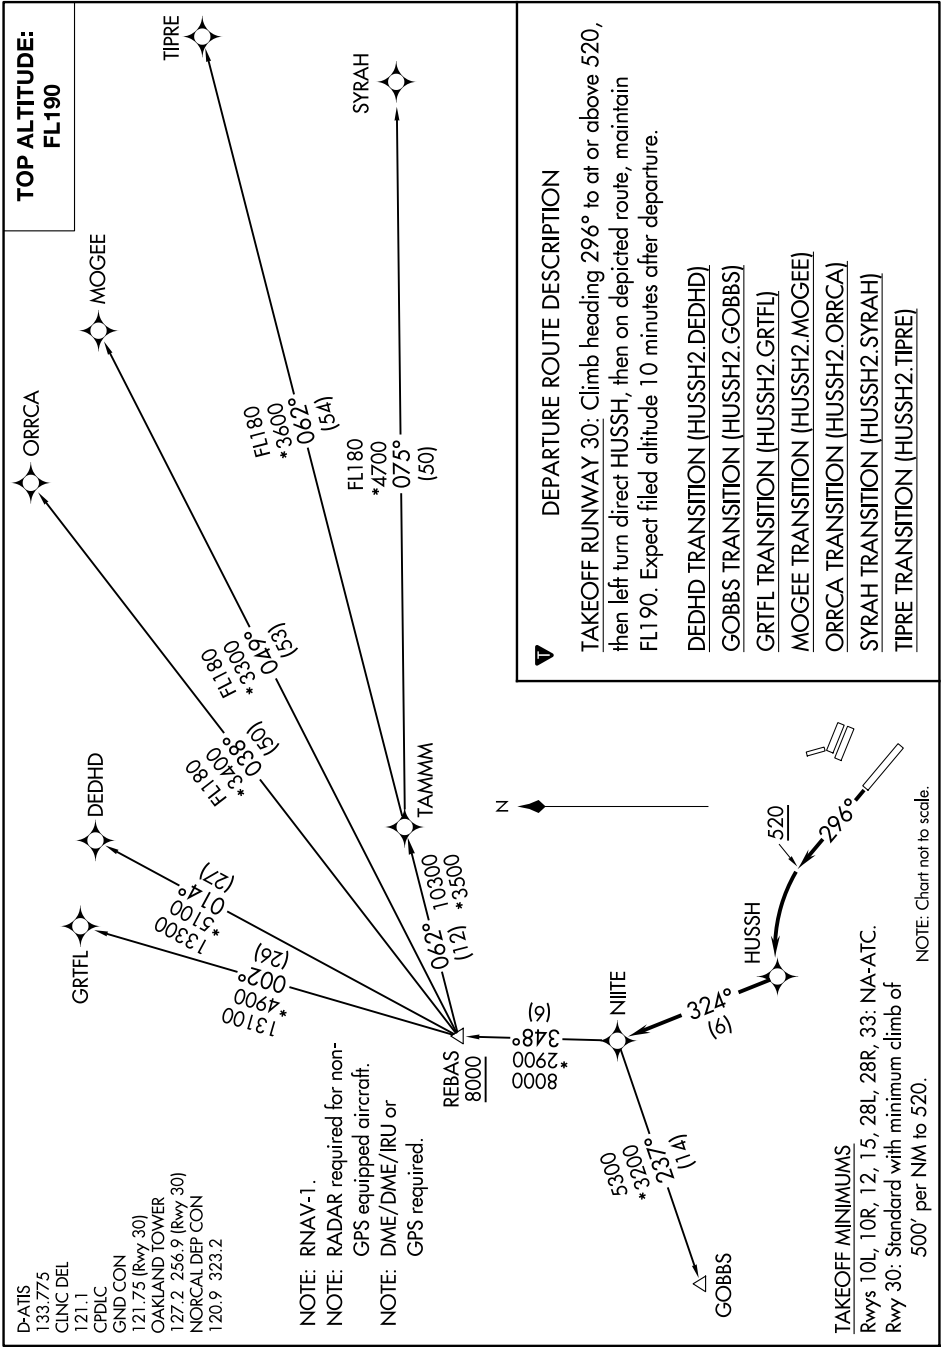 TOP ALTITUDE:
FL190
D-ATIS
133.775
CLNC DEL
121.1
CPDLC
GND CON
121.75 (Rwy 30)
OAKLAND TOWER
127.2 256.9 (Rwy 30)
NORCAL DEP CON
120.9 323.2
NOTE: RNAV-1.
NOTE: RADAR required for non-
GPS equipped aircraft.
NOTE: DME/DME/IRU or
GPS required.
GRTFL
DEDHD
ORRCA
MOGEE
TIPRE
SYRAH
13100
*4900
002°
(26)
13300
*5100
014°
(27)
FL180
*3400
038°
(50)
FL180
*3300
049°
(53)
FL180
*3600
062°
(54)
FL180
*4700
075°
(50)
REBAS
8000
062°
(12)
10300
*3500
TAMMM
8000
*2900
348°
(6)
NIITE
5300
*3200
237°
(14)
GOBBS
324°
(6)
HUSSH
520
296°
N
NOTE: Chart not to scale.
TAKEOFF MINIMUMS
Rwys 10L, 10R, 12, 15, 28L, 28R, 33: NA-ATC.
Rwy 30: Standard with minimum climb of
500' per NM to 520.
T
DEPARTURE ROUTE DESCRIPTION
TAKEOFF RUNWAY 30: Climb heading 296° to at or above 520,
then left turn direct HUSSH, then on depicted route, maintain
FL190. Expect filed altitude 10 minutes after departure.
DEDHD TRANSITION (HUSSH2.DEDHD)
GOBBS TRANSITION (HUSSH2.GOBBS)
GRTFL TRANSITION (HUSSH2.GRTFL)
MOGEE TRANSITION (HUSSH2.MOGEE)
ORRCA TRANSITION (HUSSH2.ORRCA)
SYRAH TRANSITION (HUSSH2.SYRAH)
TIPRE TRANSITION (HUSSH2.TIPRE)